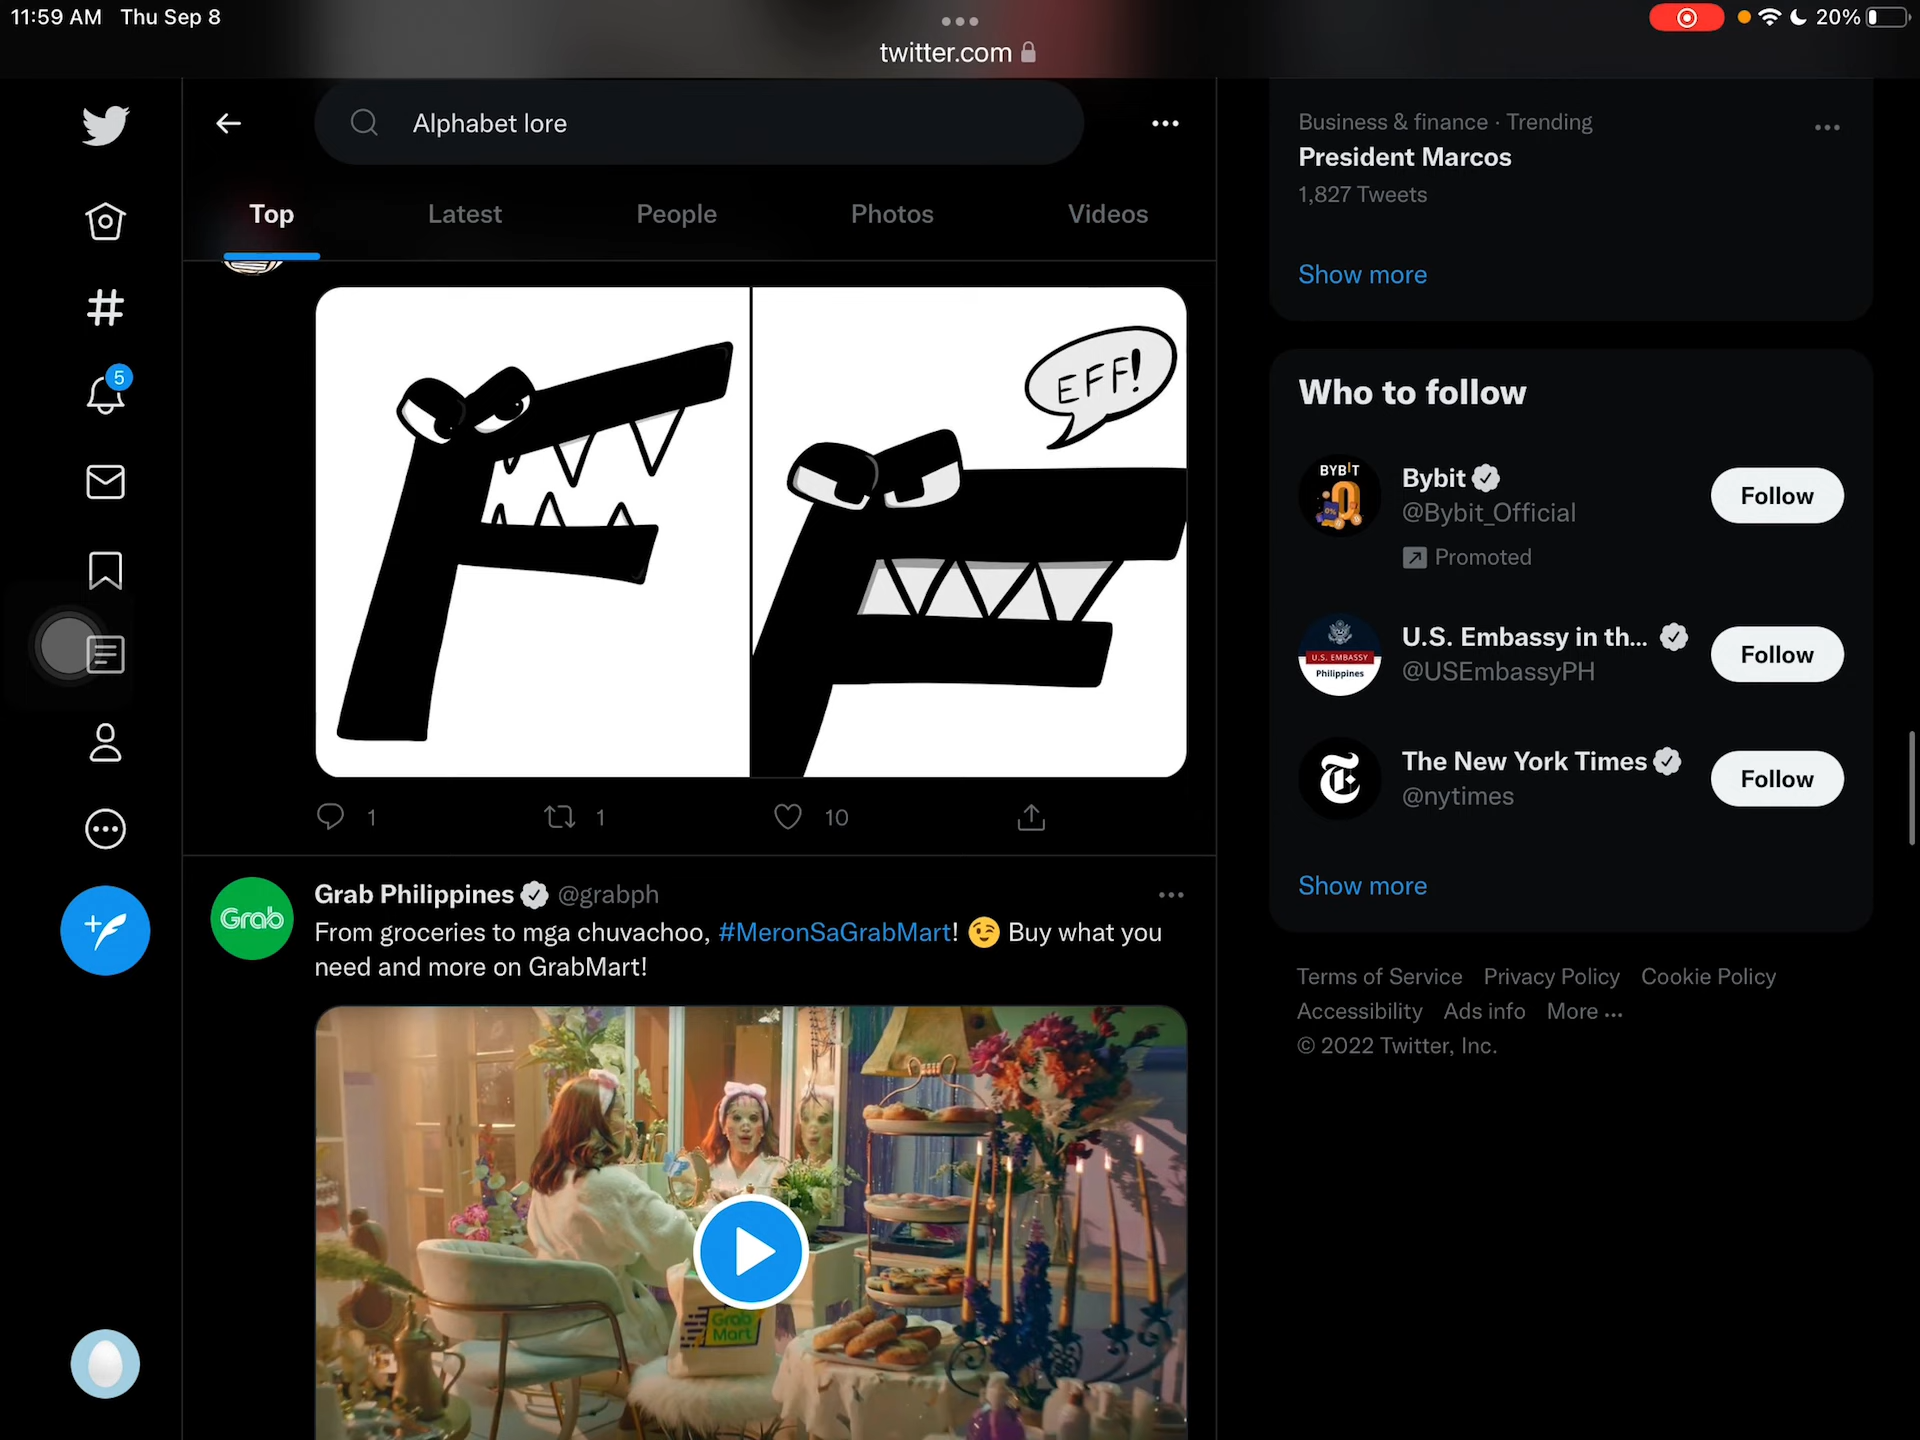 11:59 AM Thu Sep 8
20%
twitter.com
Alphabet lore
Top Latest People Photos Videos
EFF!
1 1 10
Grab
Grab Philippines @grabph
From groceries to mga chuvachoo, #MeronSaGrabMart! 😉 Buy what you
need and more on GrabMart!
Grab
Mart
5
Business & finance · Trending
President Marcos
1,827 Tweets
Show more
Who to follow
BYBIT
Bybit
@Bybit_Official
Promoted
Follow
U.S. EMBASSY
Philippines
U.S. Embassy in th...
@USEmbassyPH
Follow
The New York Times
@nytimes
Follow
Show more
Terms of Service Privacy Policy Cookie Policy
Accessibility Ads info More ...
© 2022 Twitter, Inc.